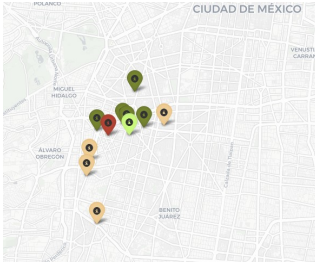 POLANCO
CIUDAD DE MÉXICO
VENUSTI
CARRAN
MIGUEL
HIDALGO
ÁLVARO
OBREGÓN
BENITO
JUÁREZ